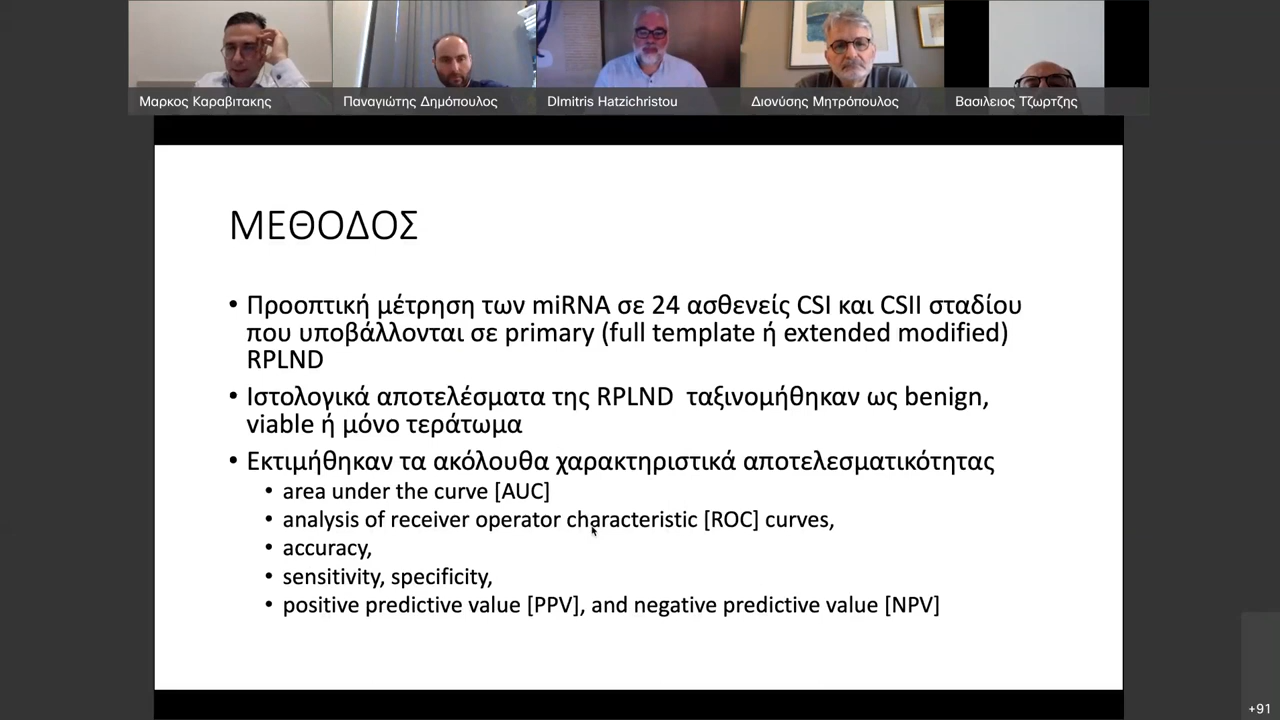 Μαρκος Καραβιτακης
Παναγιώτης Δημόπουλος
DImitris Hatzichristou
Διονύσης Μητρόπουλος
Βασιλειος Τζωρτζης
ΜΕΘΟΔΟΣ
• Προοπτική μέτρηση των miRNA σε 24 ασθενείς CSI και CSII σταδίου
που υποβάλλονται σε primary (full template ή extended modified)
RPLND
• Ιστολογικά αποτελέσματα της RPLND ταξινομήθηκαν ως benign,
viable ή μόνο τεράτωμα
• Εκτιμήθηκαν τα ακόλουθα χαρακτηριστικά αποτελεσματικότητας
• area under the curve [AUC]
• analysis of receiver operator characteristic [ROC] curves,
• accuracy,
• sensitivity, specificity,
• positive predictive value [PPV], and negative predictive value [NPV]
+91